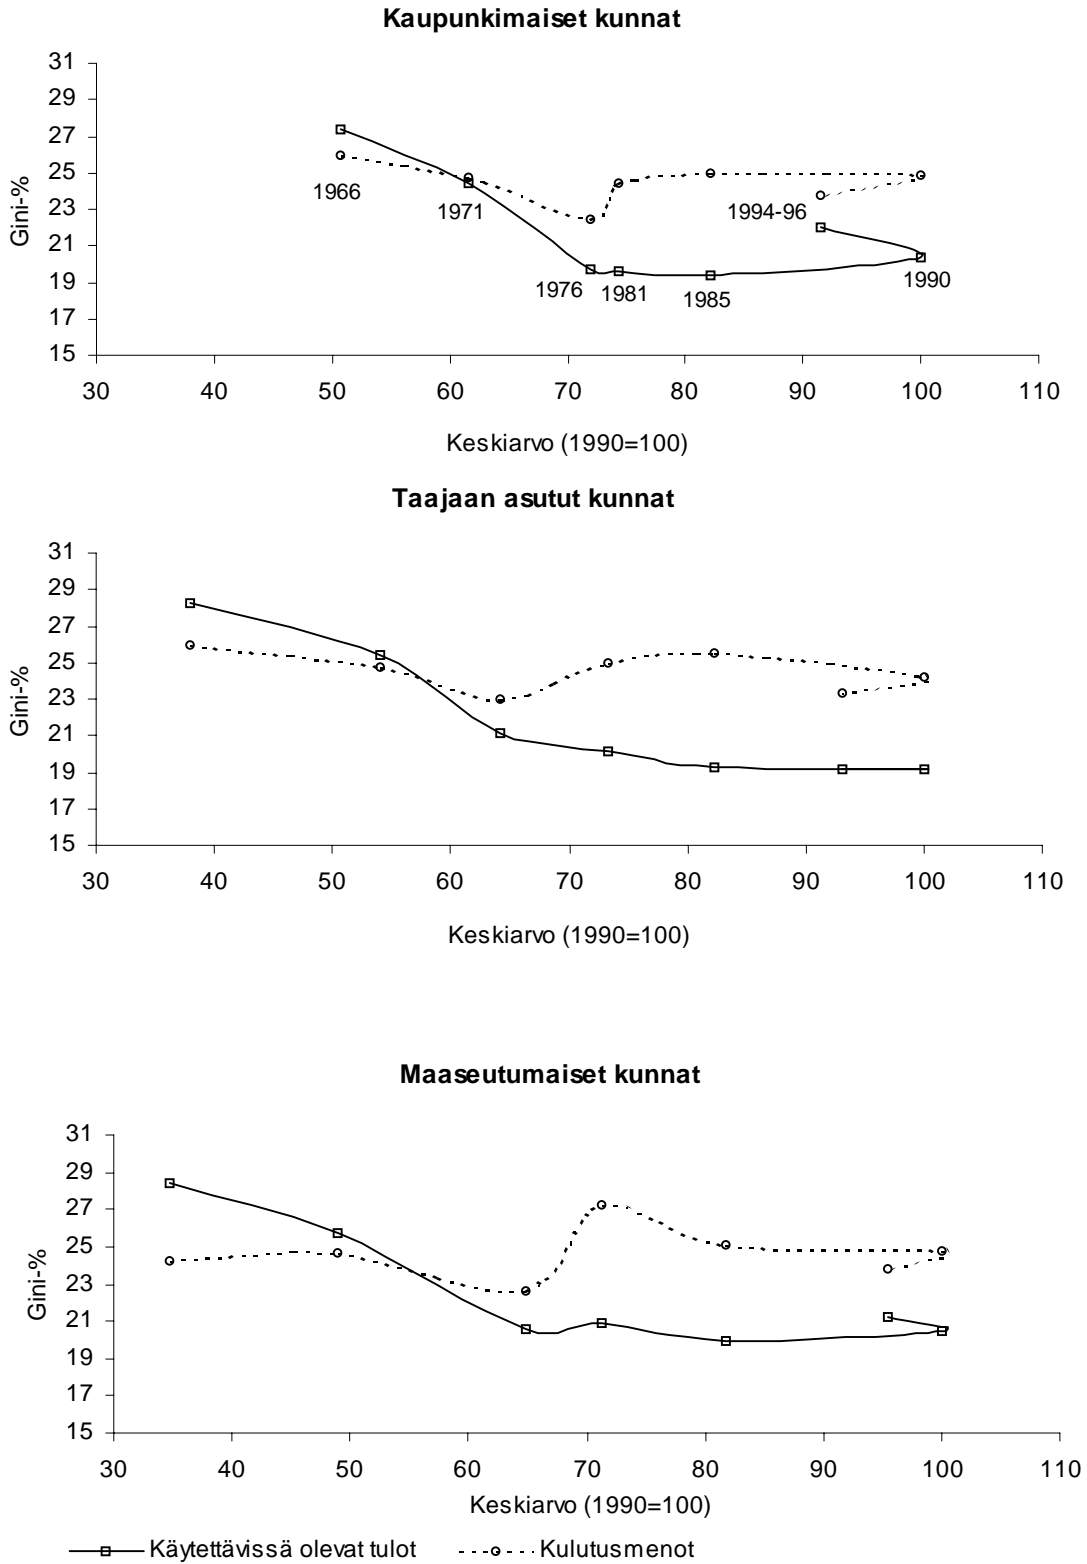 Kaupunkimaiset kunnat
31
29
27
25
23
21
19
17
15
Gini-%
1966
1971
1976
1981
1985
1994-96
1990
30 40 50 60 70 80 90 100 110
Keskiarvo (1990=100)
Taajaan asutut kunnat
31
29
27
25
23
21
19
17
15
Gini-%
30 40 50 60 70 80 90 100 110
Keskiarvo (1990=100)
Maaseutumaiset kunnat
31
29
27
25
23
21
19
17
15
Gini-%
30 40 50 60 70 80 90 100 110
Keskiarvo (1990=100)
Käytettävissä olevat tulot Kulutusmenot